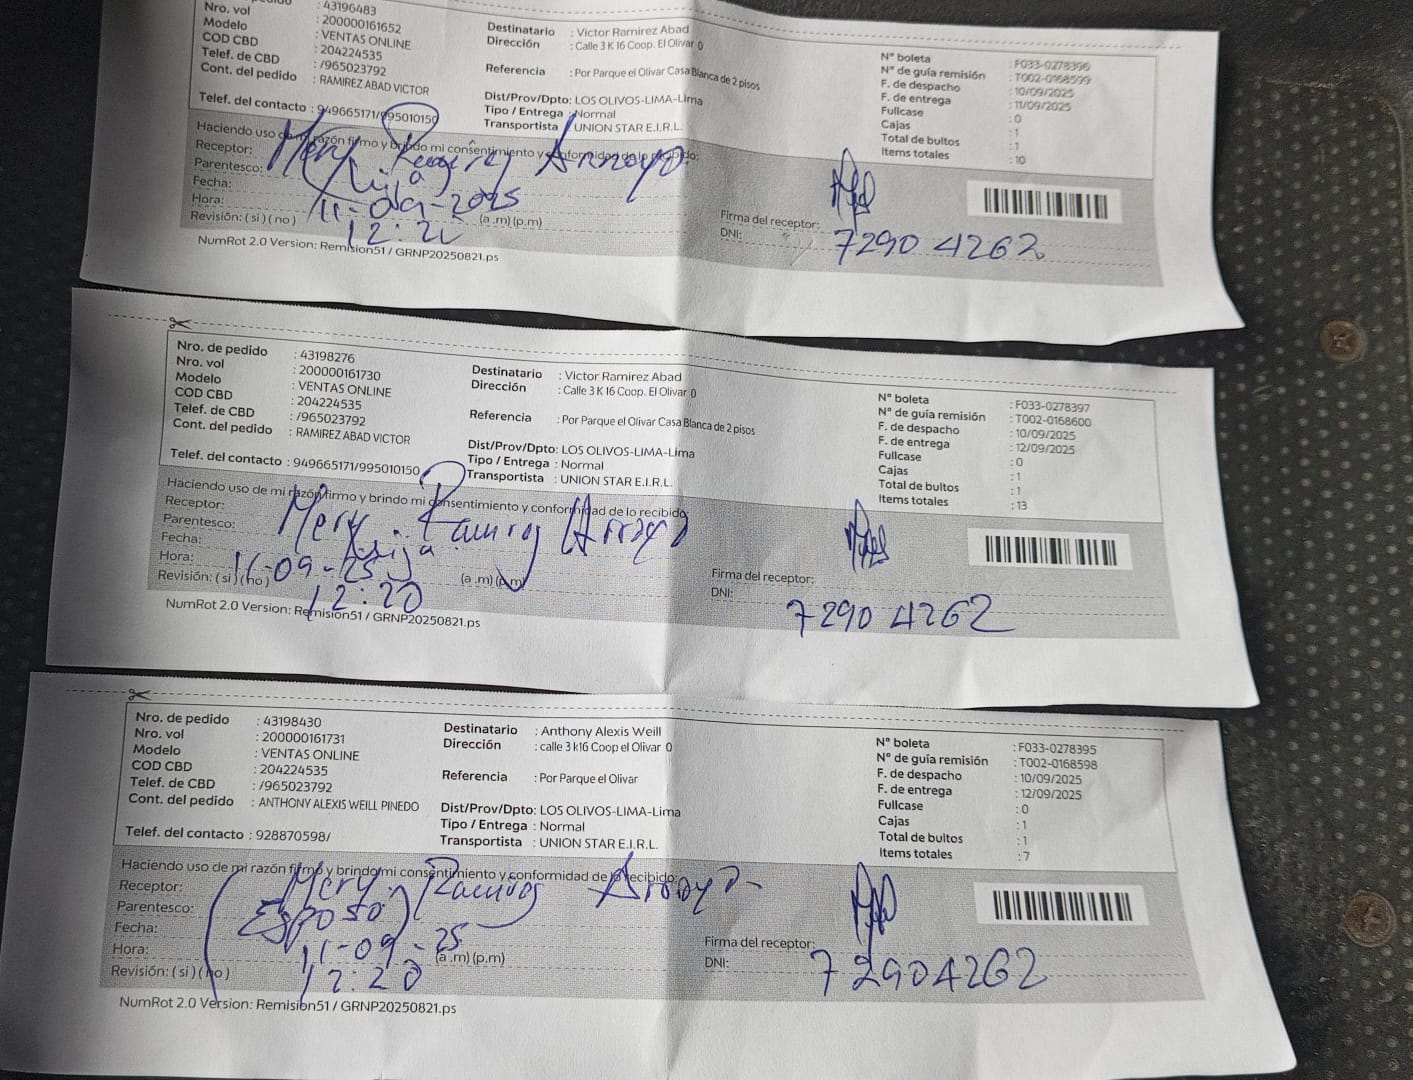 : 43196483
Nro. vol : 200000161652
Modelo : VENTAS ONLINE
COD CBD : 204224535
Telef. de CBD : /965023792
Cont. del pedido : RAMIREZ ABAD VICTOR
Telef. del contacto : 949665171/995010150
Destinatario : Victor Ramirez Abad
Dirección : Calle 3 K 16 Coop. El Olivar 0
Referencia : Por Parque el Olivar Casa Blanca de 2 pisos
Dist/Prov/Dpto: LOS OLIVOS-LIMA-Lima
Tipo / Entrega : Normal
Transportista : UNION STAR E.I.R.L.
N° boleta : F033-0278396
N° de guía remisión : T002-0168599
F. de despacho : 10/09/2025
F. de entrega : 11/09/2025
Fullcase : 0
Cajas : 1
Total de bultos : 1
Items totales : 10
Haciendo uso de mi razón firmo y brindo mi consentimiento y conformidad de lo recibido:
Receptor: Mery Arroyo
Parentesco: Hija
Fecha: 11-09-2025
Hora: 12:20 (a .m) (p.m)
Revisión: ( si ) ( no )
Firma del receptor:
DNI: 72904262
NumRot 2.0 Version: Remision51 / GRNP20250821.ps
Nro. de pedido : 43198276
Nro. vol : 200000161730
Modelo : VENTAS ONLINE
COD CBD : 204224535
Telef. de CBD : /965023792
Cont. del pedido : RAMIREZ ABAD VICTOR
Telef. del contacto : 949665171/995010150
Destinatario : Victor Ramirez Abad
Dirección : Calle 3 K 16 Coop. El Olivar 0
Referencia : Por Parque el Olivar Casa Blanca de 2 pisos
Dist/Prov/Dpto: LOS OLIVOS-LIMA-Lima
Tipo / Entrega : Normal
Transportista : UNION STAR E.I.R.L.
N° boleta : F033-0278397
N° de guía remisión : T002-0168600
F. de despacho : 10/09/2025
F. de entrega : 12/09/2025
Fullcase : 0
Cajas : 1
Total de bultos : 1
Items totales : 13
Haciendo uso de mi razón firmo y brindo mi consentimiento y conformidad de lo recibido:
Receptor: Mery Arroyo
Parentesco: Hija
Fecha: 11-09-25
Hora: 12:20 (a .m) (p.m)
Revisión: ( si ) ( no )
Firma del receptor:
DNI: 72904262
NumRot 2.0 Version: Remision51 / GRNP20250821.ps
Nro. de pedido : 43198430
Nro. vol : 200000161731
Modelo : VENTAS ONLINE
COD CBD : 204224535
Telef. de CBD : /965023792
Cont. del pedido : ANTHONY ALEXIS WEILL PINEDO
Telef. del contacto : 928870598/
Destinatario : Anthony Alexis Weill
Dirección : calle 3 k16 Coop el Olivar 0
Referencia : Por Parque el Olivar
Dist/Prov/Dpto: LOS OLIVOS-LIMA-Lima
Tipo / Entrega : Normal
Transportista : UNION STAR E.I.R.L.
N° boleta : F033-0278395
N° de guía remisión : T002-0168598
F. de despacho : 10/09/2025
F. de entrega : 12/09/2025
Fullcase : 0
Cajas : 1
Total de bultos : 1
Items totales : 7
Haciendo uso de mi razón firmo y brindo mi consentimiento y conformidad de lo recibido:
Receptor: Mery Arroyo
Parentesco: (Esposo)
Fecha: 11-09-25
Hora: 12:20 (a .m) (p.m)
Revisión: ( si ) ( no )
Firma del receptor:
DNI: 72904262
NumRot 2.0 Version: Remision51 / GRNP20250821.ps